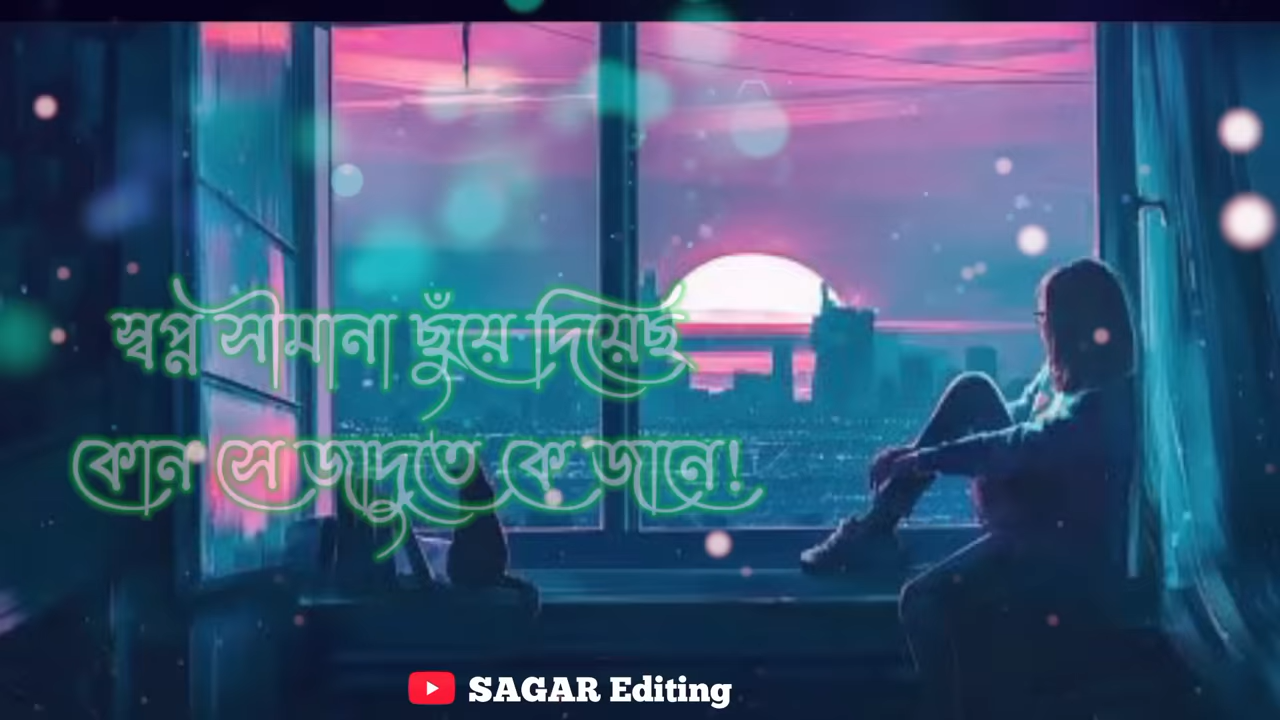 স্বপ্ন সীমানা ছুঁয়ে দিয়েছ
কোন সে জাদুতে কে জানে!
SAGAR Editing